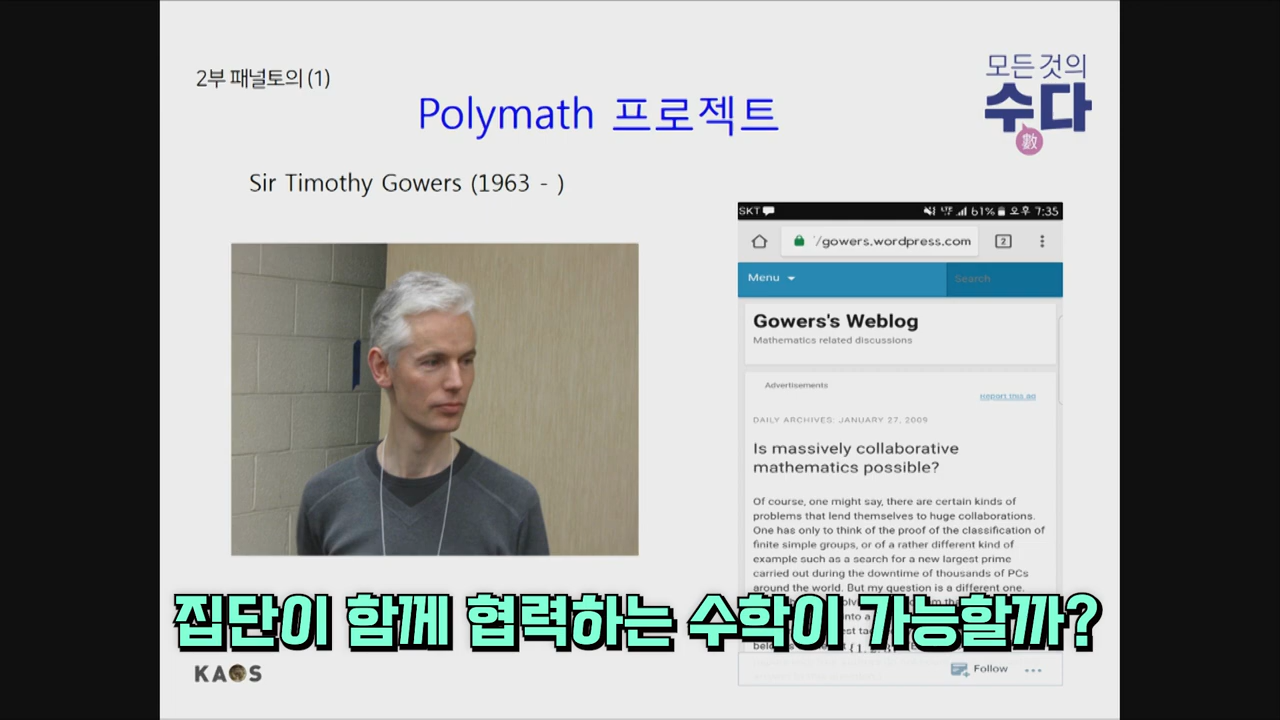 2부 패널토의 (1)
모든 것의
수다
數
Polymath 프로젝트
Sir Timothy Gowers (1963 - )
SKT
LTE
61%
오후 7:35
/gowers.wordpress.com
2
Menu
Search
Gowers's Weblog
Mathematics related discussions
Advertisements
Report this ad
DAILY ARCHIVES: JANUARY 27, 2009
Is massively collaborative
mathematics possible?
Of course, one might say, there are certain kinds of
problems that lend themselves to huge collaborations.
One has only to think of the proof of the classification of
finite simple groups, or of a rather different kind of
example such as a search for a new largest prime
carried out during the downtime of thousands of PCs
around the world. But my question is a different one.
집단이 함께 협력하는 수학이 가능할까?
Follow
KAOS